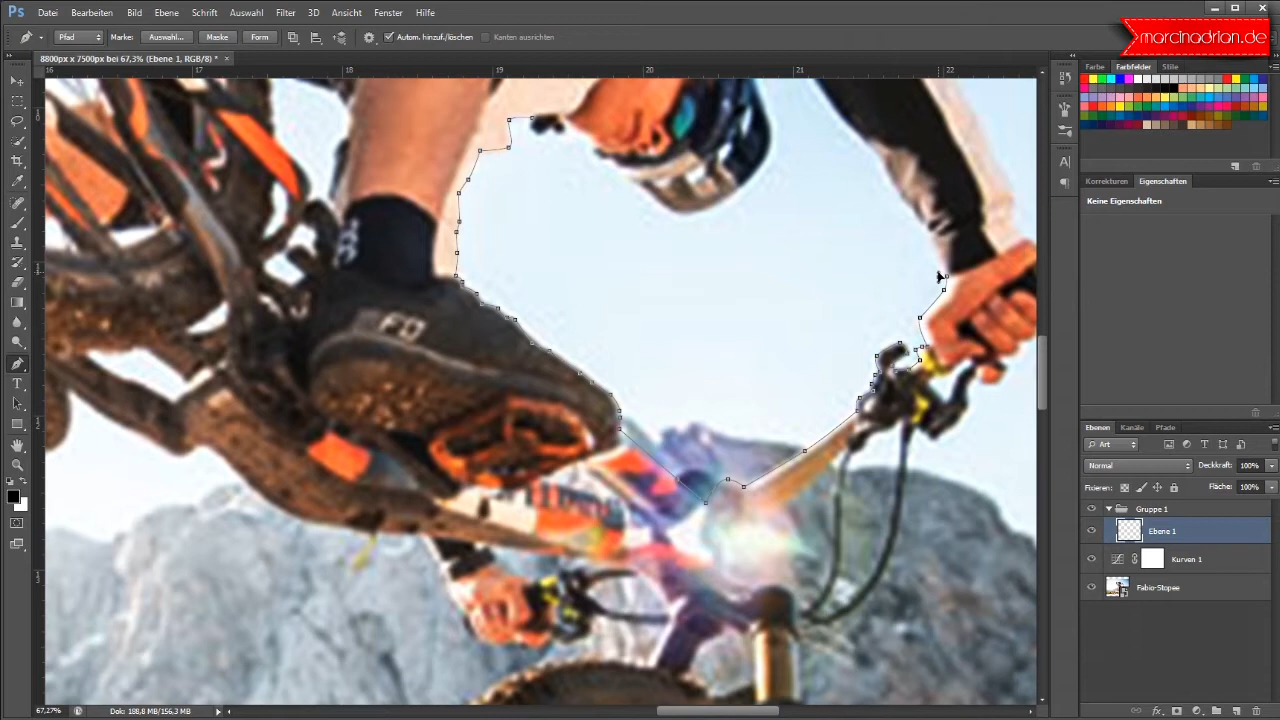 Ps Datei Bearbeiten Bild Ebene Schrift Auswahl Filter 3D Ansicht Fenster Hilfe
marcinadrian.de
Pfad Marke: Auswahl... Maske Form Autom. hinzuf./löschen Kanten ausrichten
8800px x 7500px bei 67,3% (Ebene 1, RGB/8) * ×
Farbe Farbfelder Stile
16 17 18 19 20 21 22
Korrekturen Eigenschaften
Keine Eigenschaften
Ebenen Kanäle Pfade
Art
Normal Deckkraft: 100%
Fixieren: Fläche: 100%
Gruppe 1
Ebene 1
Kurven 1
Fabio-Stopee
67,27% Dok: 188,8 MB/156,3 MB